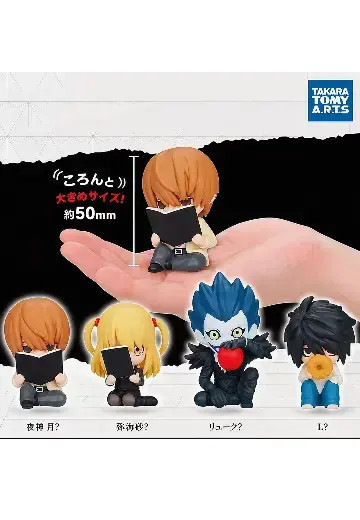 TAKARA
TOMY
A.R.T.S
ころんと
大きめサイズ!
約50mm
夜神 月?
弥海砂?
リューク?
L?